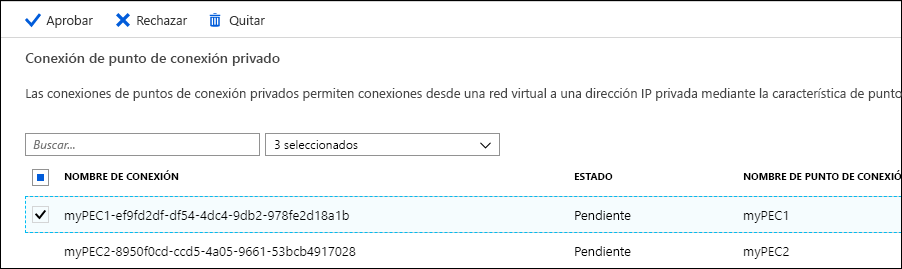 Aprobar Rechazar Quitar
Conexión de punto de conexión privado
Las conexiones de puntos de conexión privados permiten conexiones desde una red virtual a una dirección IP privada mediante la característica de punto
Buscar... 3 seleccionados
NOMBRE DE CONEXIÓN ESTADO NOMBRE DE PUNTO DE CONEXIÓ
myPEC1-ef9fd2df-df54-4dc4-9db2-978fe2d18a1b Pendiente myPEC1
myPEC2-8950f0cd-ccd5-4a05-9661-53bcb4917028 Pendiente myPEC2